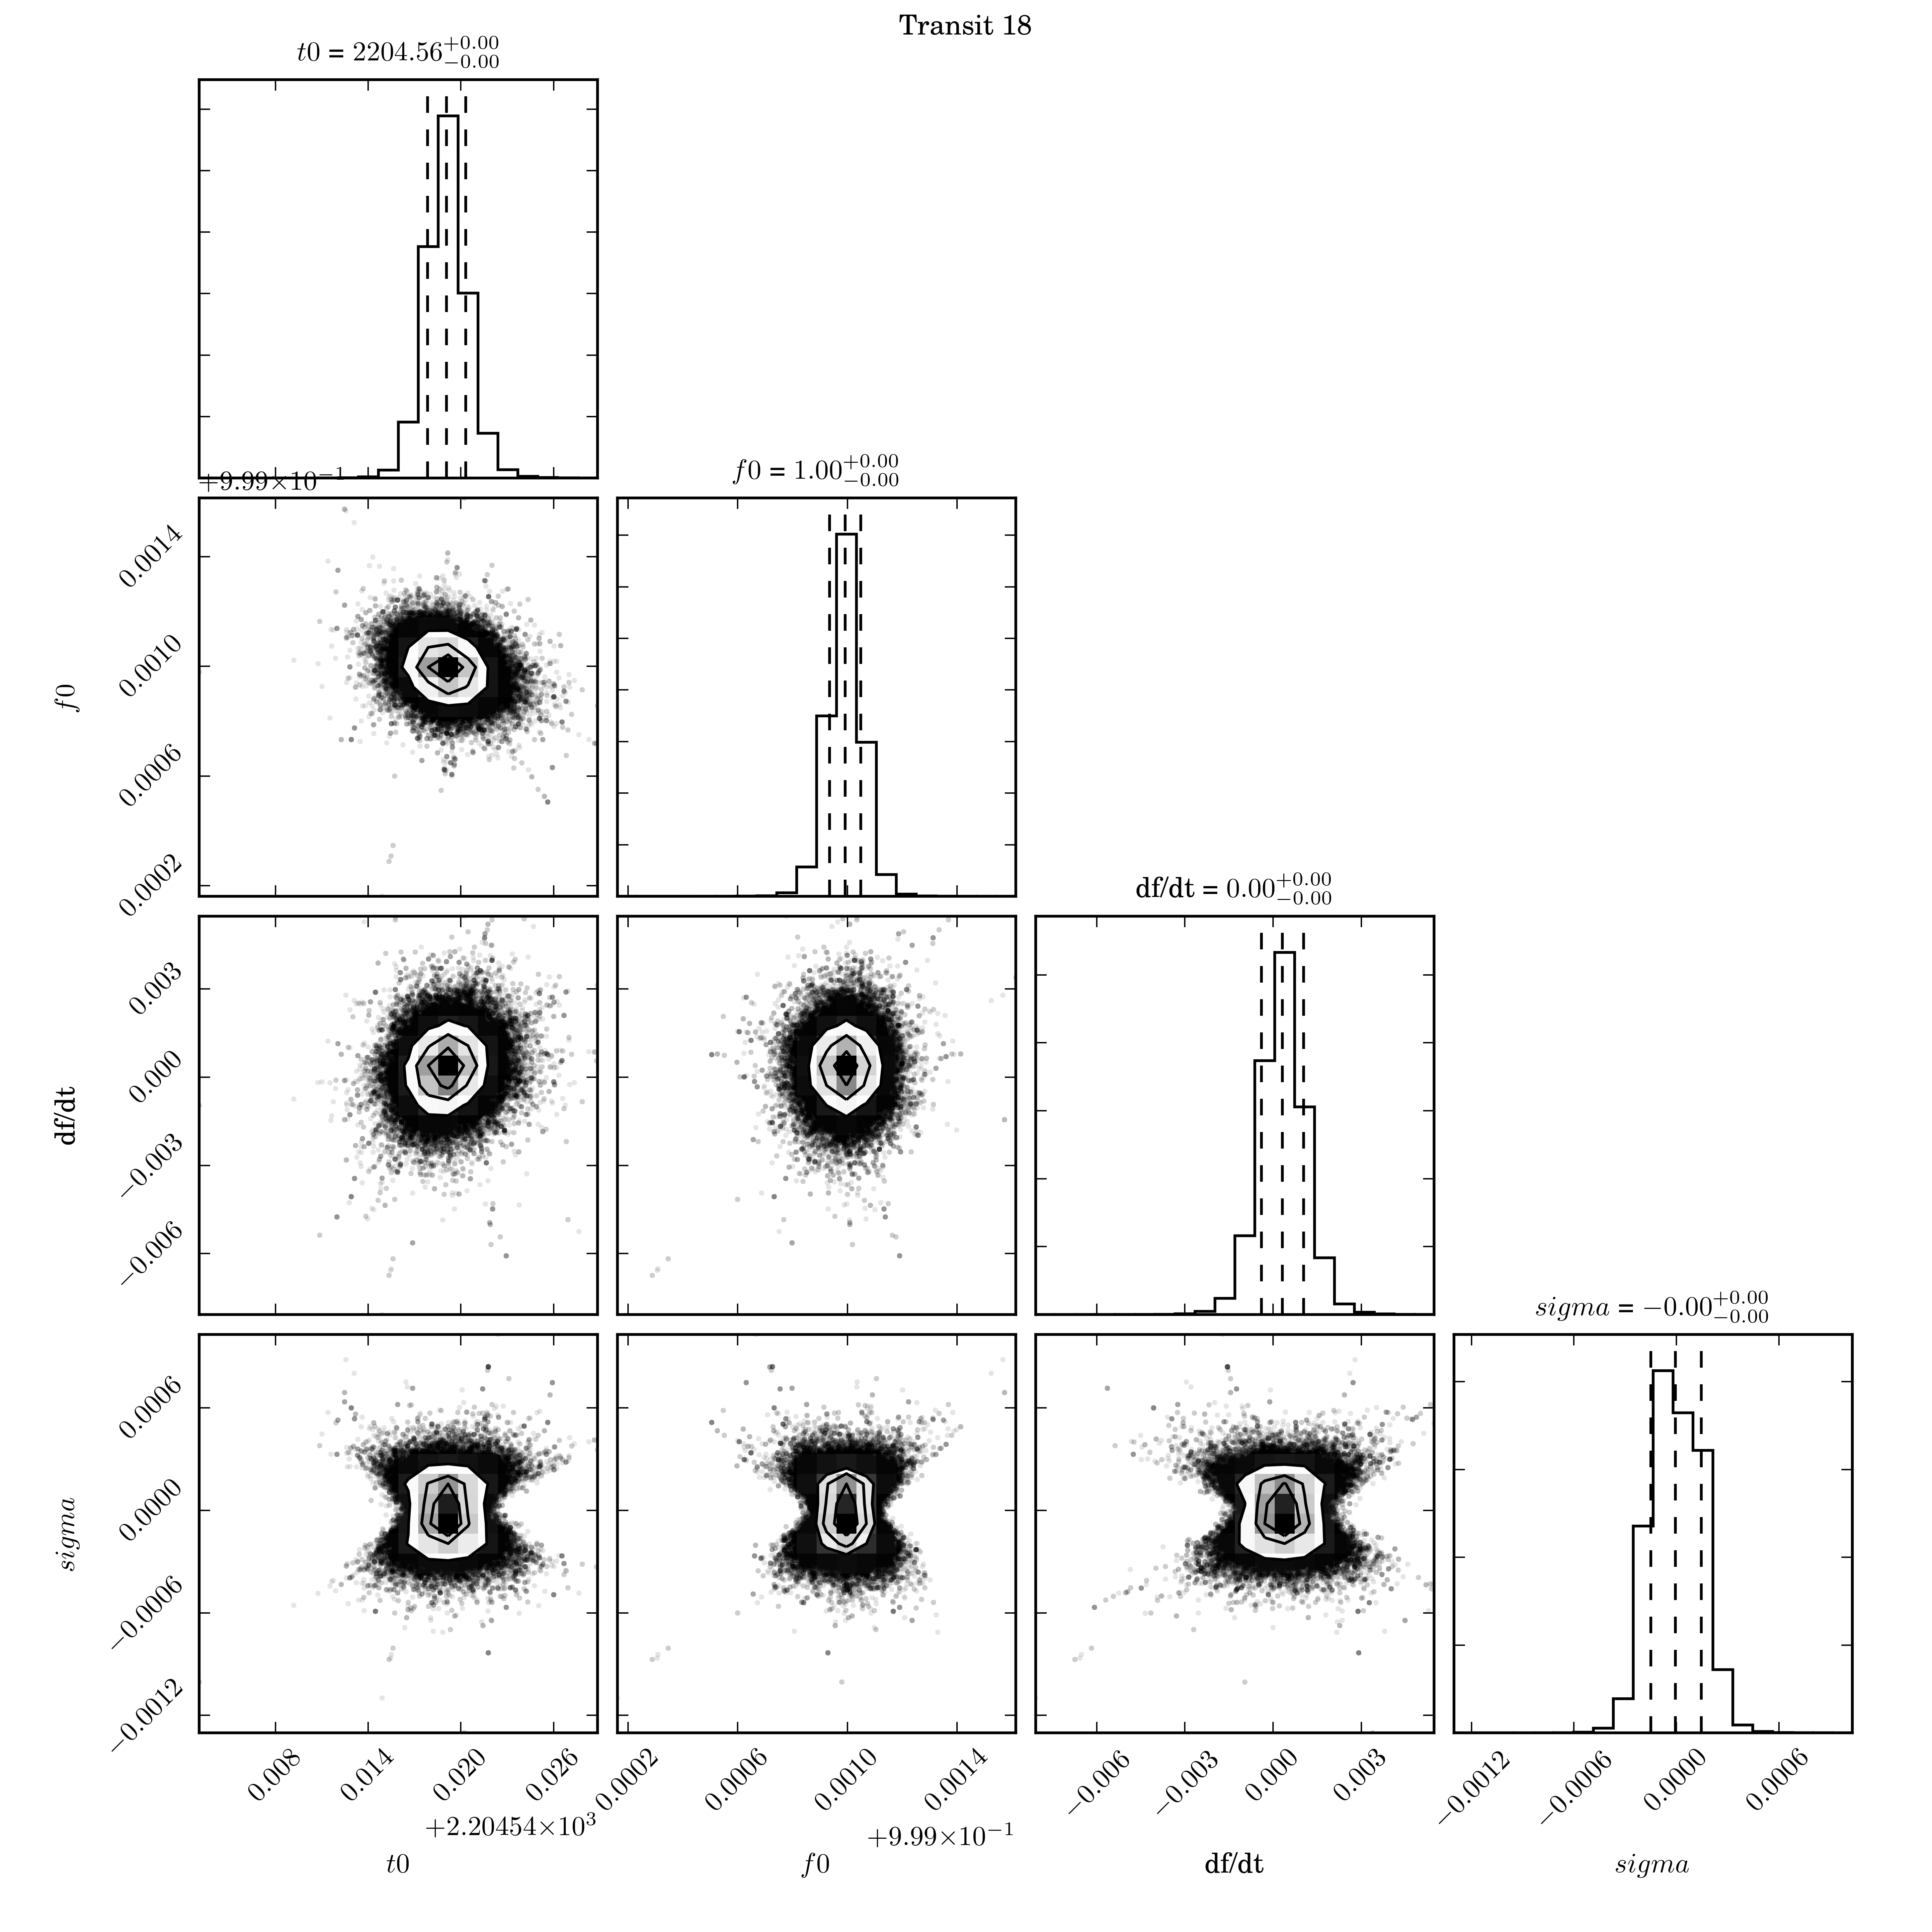 Transit 18
t0 = 2204.56+0.00−0.00
+9.99×10−1
f0 = 1.00+0.00−0.00
0.0014
0.0010
0.0006
0.0002
f0
df/dt = 0.00+0.00−0.00
0.003
0.000
−0.003
−0.006
df/dt
sigma = −0.00+0.00−0.00
0.0006
0.0000
−0.0006
−0.0012
sigma
0.008 0.014 0.020 0.026 0.0002 0.0006 0.0010 0.0014 −0.006 −0.003 0.000 0.003 −0.0012 −0.0006 0.0000 0.0006
+2.20454×103 +9.99×10−1
t0 f0 df/dt sigma